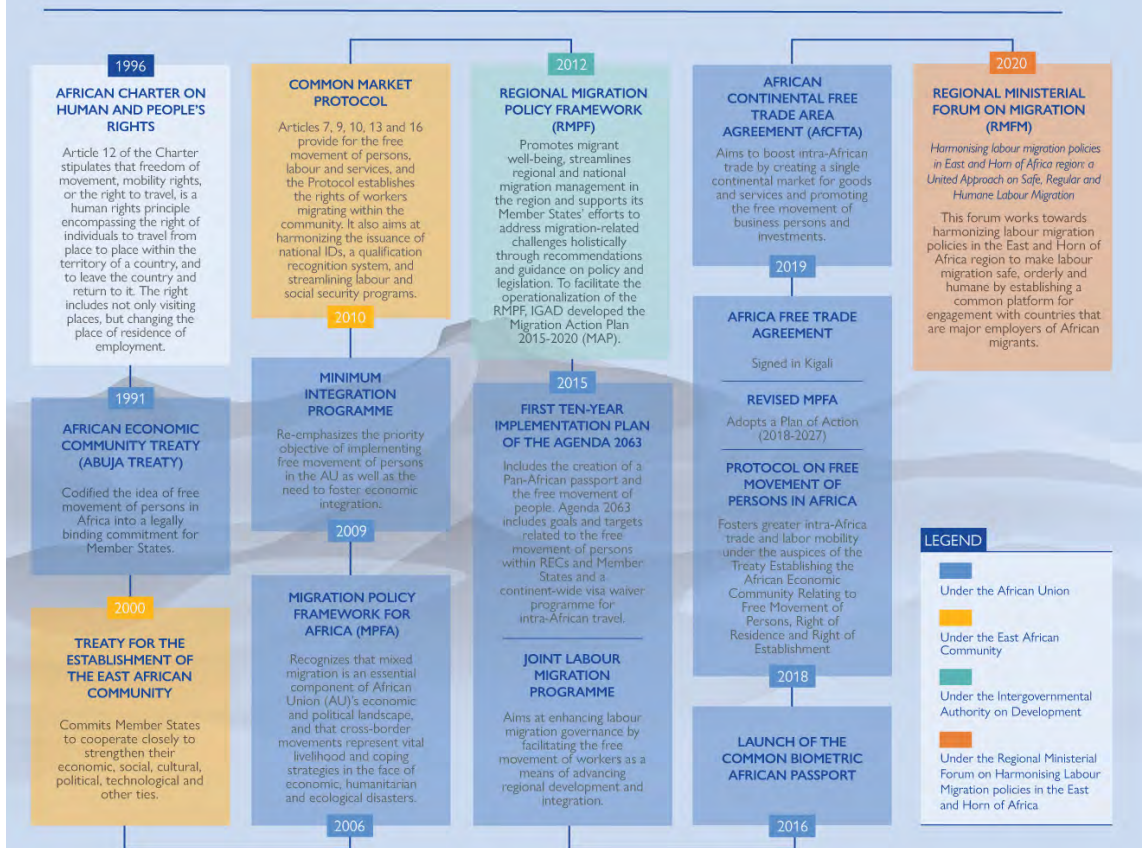 1996
AFRICAN CHARTER ON
HUMAN AND PEOPLE'S
RIGHTS
Article 12 of the Charter
stipulates that freedom of
movement, mobility rights,
or the right to travel, is a
human rights principle
encompassing the right of
individuals to travel from
place to place within the
territory of a country, and
to leave the country and
return to it. The right
includes not only visiting
places, but changing the
place of residence of
employment.
1991
AFRICAN ECONOMIC
COMMUNITY TREATY
(ABUJA TREATY)
Codified the idea of free
movement of persons in
Africa into a legally
binding commitment for
Member States.
2000
TREATY FOR THE
ESTABLISHMENT OF
THE EAST AFRICAN
COMMUNITY
Commits Member States
to cooperate closely to
strengthen their
economic, social, cultural,
political, technological and
other ties.
COMMON MARKET
PROTOCOL
Articles 7, 9, 10, 13 and 16
provide for the free
movement of persons,
labour and services, and
the Protocol establishes
the rights of workers
migrating within the
community. It also aims at
harmonizing the issuance of
national IDs, a qualification
recognition system, and
streamlining labour and
social security programs.
2010
MINIMUM
INTEGRATION
PROGRAMME
Re-emphasizes the priority
objective of implementing
free movement of persons
in the AU as well as the
need to foster economic
integration.
2009
MIGRATION POLICY
FRAMEWORK FOR
AFRICA (MPFA)
Recognizes that mixed
migration is an essential
component of African
Union (AU)'s economic
and political landscape,
and that cross-border
movements represent vital
livelihood and coping
strategies in the face of
economic, humanitarian
and ecological disasters.
2006
2012
REGIONAL MIGRATION
POLICY FRAMEWORK
(RMPF)
Promotes migrant
well-being, streamlines
regional and national
migration management in
the region and supports its
Member States' efforts to
address migration-related
challenges holistically
through recommendations
and guidance on policy and
legislation. To facilitate the
operationalization of the
RMPF, IGAD developed the
Migration Action Plan
2015-2020 (MAP).
2015
FIRST TEN-YEAR
IMPLEMENTATION PLAN
OF THE AGENDA 2063
Includes the creation of a
Pan-African passport and
the free movement of
people. Agenda 2063
includes goals and targets
related to the free
movement of persons
within RECs and Member
States and a
continent-wide visa waiver
programme for
intra-African travel.
JOINT LABOUR
MIGRATION
PROGRAMME
Aims at enhancing labour
migration governance by
facilitating the free
movement of workers as a
means of advancing
regional development and
integration.
AFRICAN
CONTINENTAL FREE
TRADE AREA
AGREEMENT (AfCFTA)
Aims to boost intra-African
trade by creating a single
continental market for goods
and services and promoting
the free movement of
business persons and
investments.
2019
AFRICA FREE TRADE
AGREEMENT
Signed in Kigali
REVISED MPFA
Adopts a Plan of Action
(2018-2027)
PROTOCOL ON FREE
MOVEMENT OF
PERSONS IN AFRICA
Fosters greater intra-Africa
trade and labor mobility
under the auspices of the
Treaty Establishing the
African Economic
Community Relating to
Free Movement of
Persons, Right of
Residence and Right of
Establishment
2018
LAUNCH OF THE
COMMON BIOMETRIC
AFRICAN PASSPORT
2016
2020
REGIONAL MINISTERIAL
FORUM ON MIGRATION
(RMFM)
Harmonising labour migration policies
in East and Horn of Africa region: a
United Approach on Safe, Regular and
Humane Labour Migration
This forum works towards
harmonizing labour migration
policies in the East and Horn of
Africa region to make labour
migration safe, orderly and
humane by establishing a
common platform for
engagement with countries that
are major employers of African
migrants.
LEGEND
Under the African Union
Under the East African
Community
Under the Intergovernmental
Authority on Development
Under the Regional Ministerial
Forum on Harmonising Labour
Migration policies in the East
and Horn of Africa